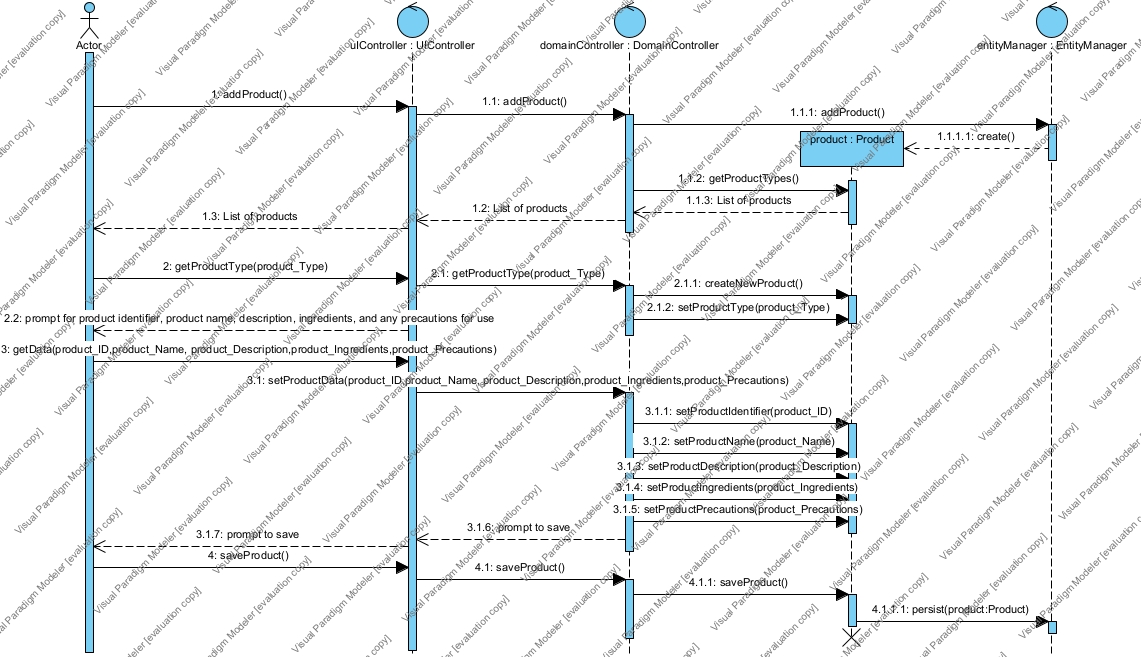 Actor
uIController : UIController
domainController : DomainController
entityManager : EntityManager
1: addProduct()
1.1: addProduct()
1.1.1: addProduct()
product : Product
1.1.1.1: create()
1.1.2: getProductTypes()
1.1.3: List of products
1.2: List of products
1.3: List of products
2: getProductType(product_Type)
2.1: getProductType(product_Type)
2.1.1: createNewProduct()
2.1.2: setProductType(product_Type)
2.2: prompt for product identifier, product name, description, ingredients, and any precautions for use
3: getData(product_ID,product_Name, product_Description,product_Ingredients,product_Precautions)
3.1: setProductData(product_ID,product_Name, product_Description,product_Ingredients,product_Precautions)
3.1.1: setProductIdentifier(product_ID)
3.1.2: setProductName(product_Name)
3.1.3: setProductDescription(product_Description)
3.1.4: setProductIngredients(product_Ingredients)
3.1.5: setProductPrecautions(product_Precautions)
3.1.6: prompt to save
3.1.7: prompt to save
4: saveProduct()
4.1: saveProduct()
4.1.1: saveProduct()
4.1.1.1: persist(product:Product)
Visual Paradigm Modeler [evaluation copy]